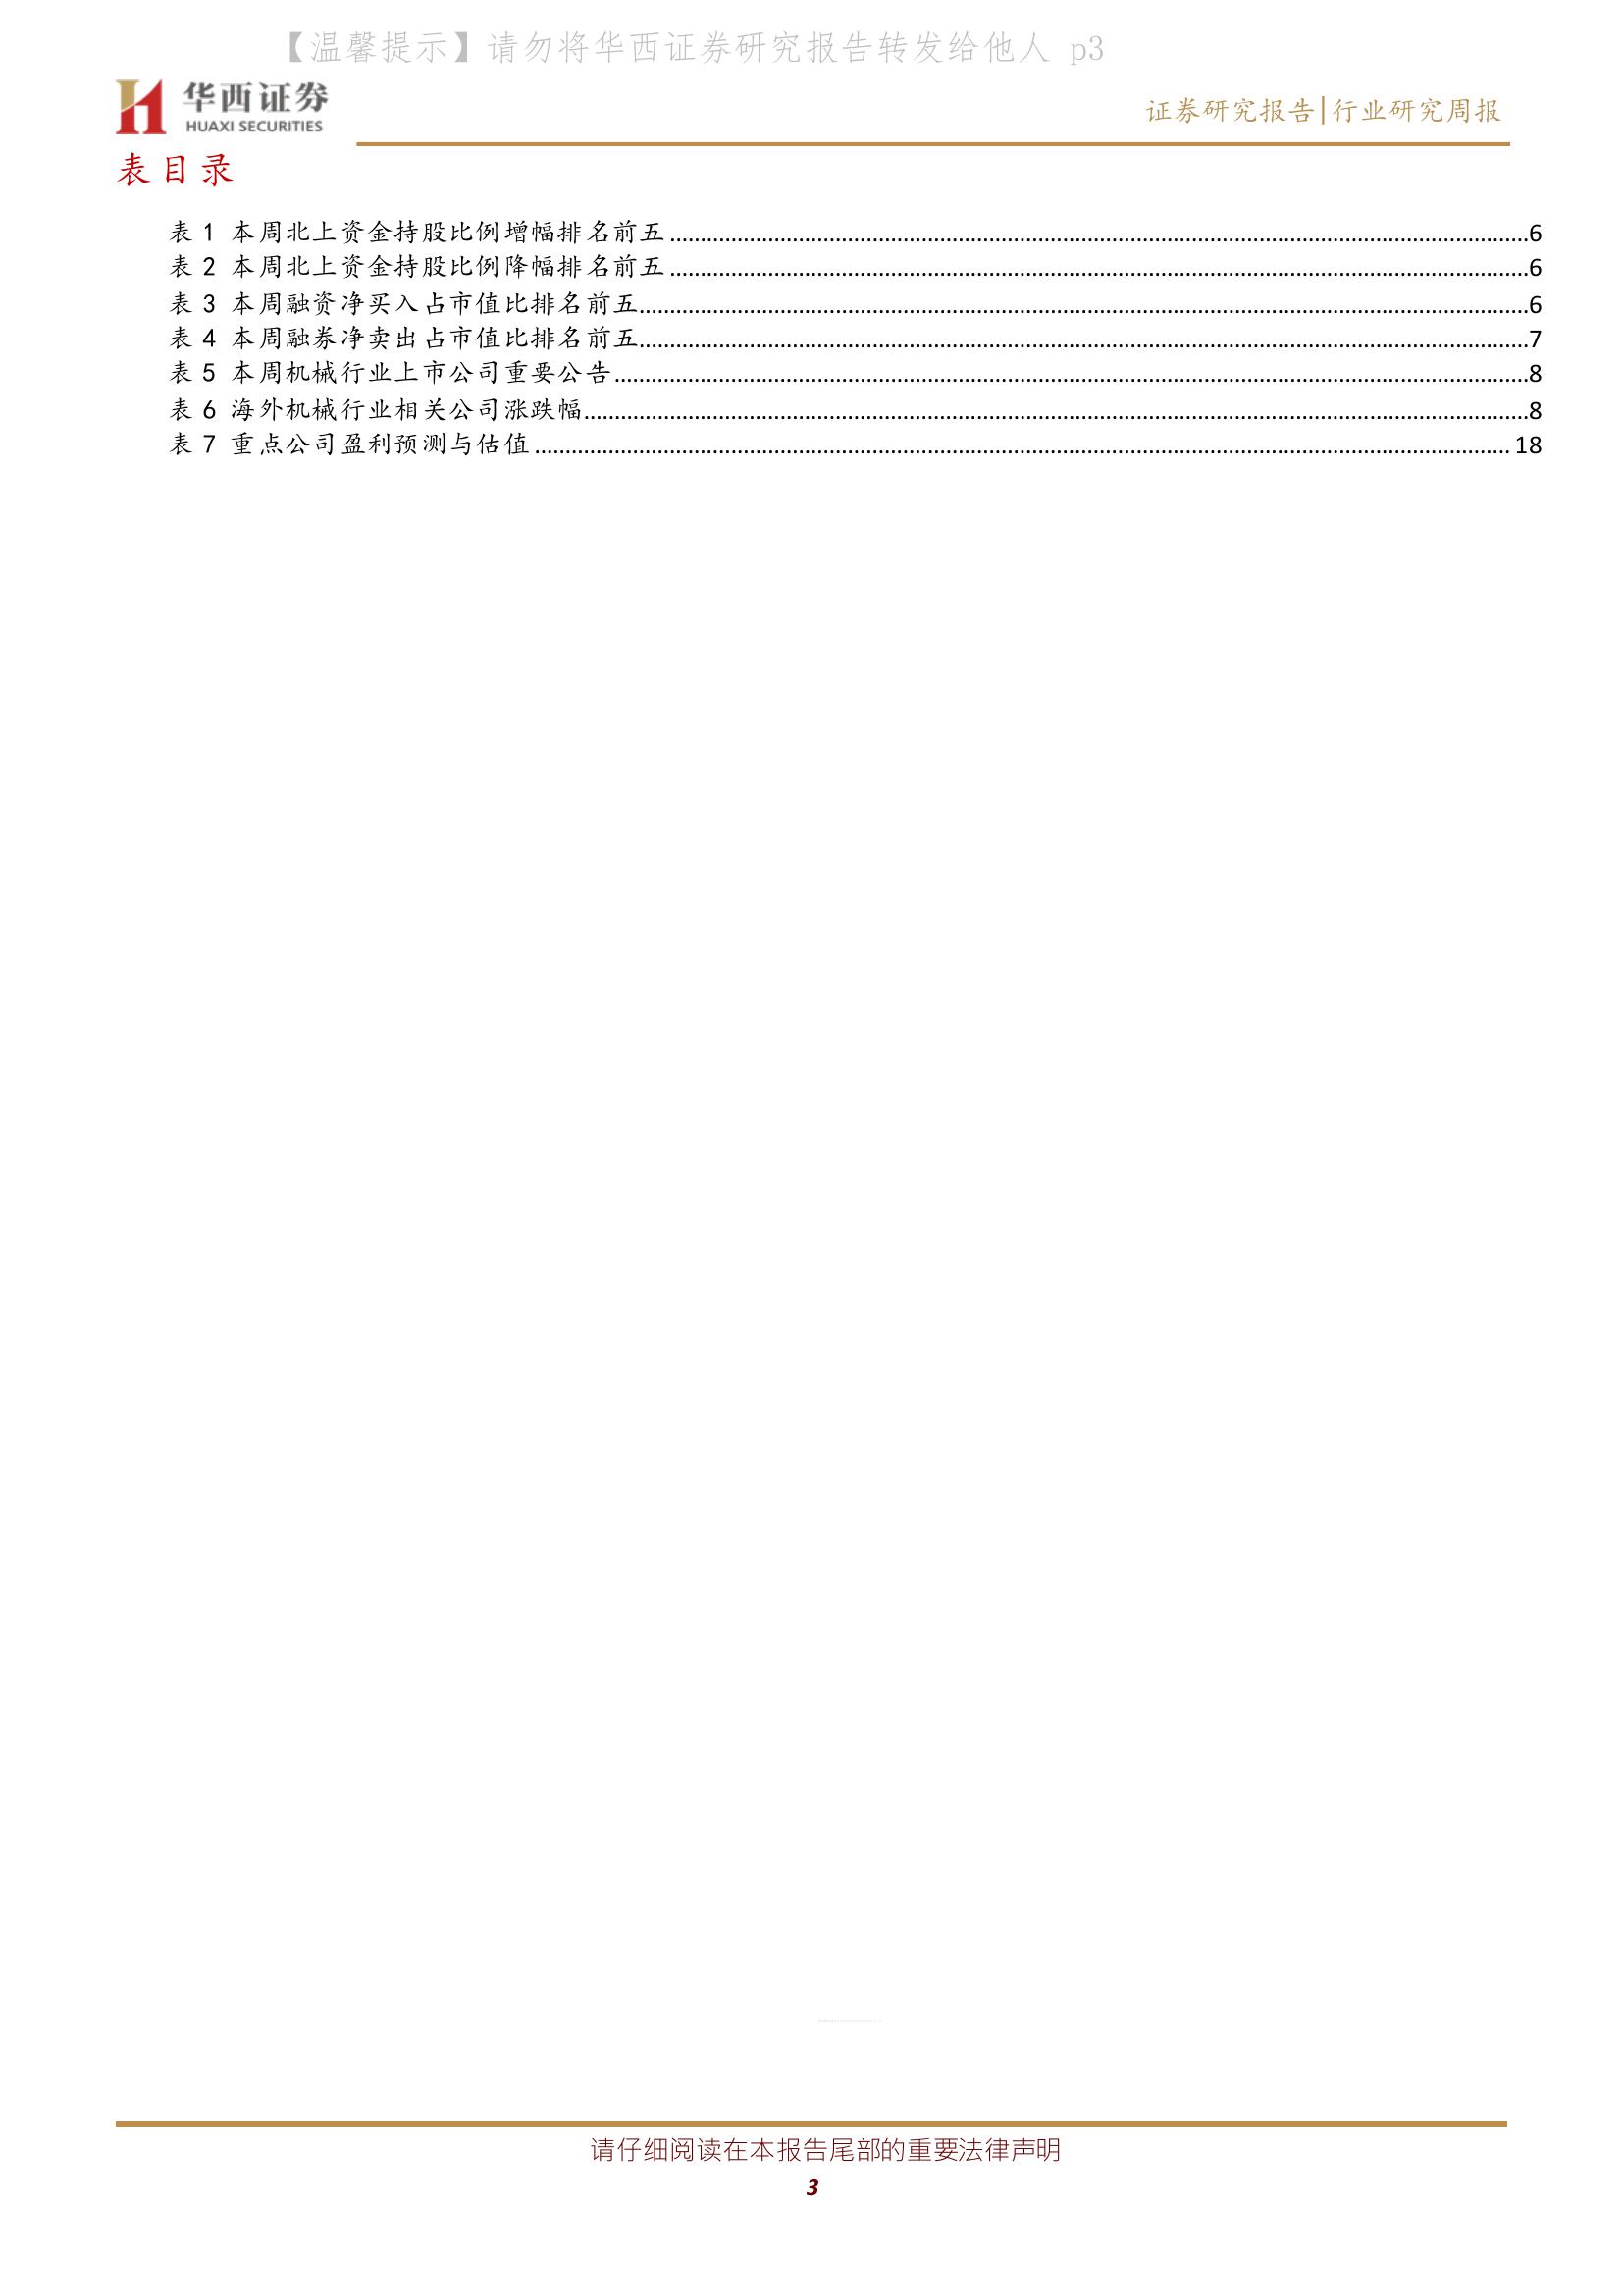 【温馨提示】请勿将华西证券研究报告转发给他人 p3
华西证券
HUAXI SECURITIES
证券研究报告|行业研究周报
表目录
表 1 本周北上资金持股比例增幅排名前五 6
表 2 本周北上资金持股比例降幅排名前五 6
表 3 本周融资净买入占市值比排名前五 6
表 4 本周融券净卖出占市值比排名前五 7
表 5 本周机械行业上市公司重要公告 8
表 6 海外机械行业相关公司涨跌幅 8
表 7 重点公司盈利预测与估值 18
请仔细阅读在本报告尾部的重要法律声明
3